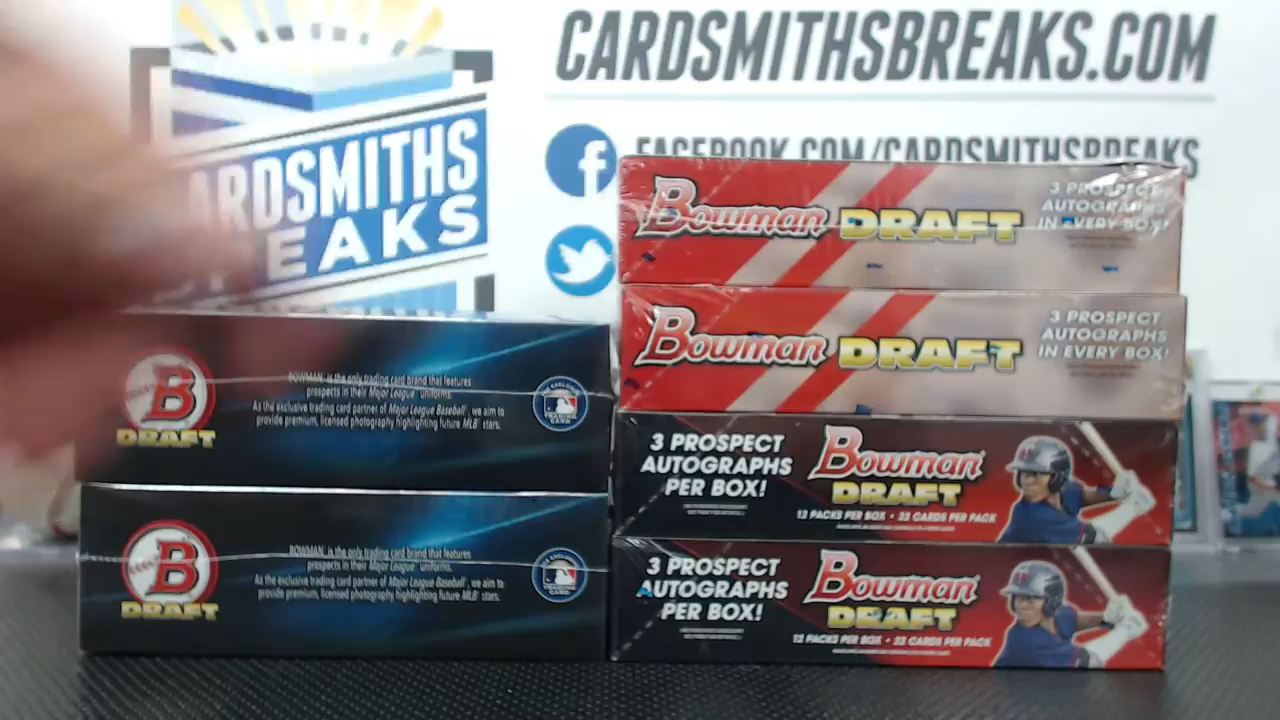 CARDSMITHSBREAKS.COM
FACEBOOK.COM/CARDSMITHSBREAKS
ARDSMITHS
EAKS
Bowman DRAFT
3 PROSPECT
AUTOGRAPHS
IN EVERY BOX!
Bowman DRAFT
3 PROSPECT
AUTOGRAPHS
IN EVERY BOX!
B
DRAFT
BOWMAN is the only trading card brand that features
prospects in their Major League uniforms.
As the exclusive trading card partner of Major League Baseball, we aim to
provide premium, licensed photography highlighting future MLB stars.
3 PROSPECT
AUTOGRAPHS
PER BOX!
Bowman
DRAFT
12 PACKS PER BOX • 32 CARDS PER PACK
B
DRAFT
BOWMAN is the only trading card brand that features
prospects in their Major League uniforms.
As the exclusive trading card partner of Major League Baseball, we aim to
provide premium, licensed photography highlighting future MLB stars.
3 PROSPECT
AUTOGRAPHS
PER BOX!
Bowman
DRAFT
12 PACKS PER BOX • 32 CARDS PER PACK